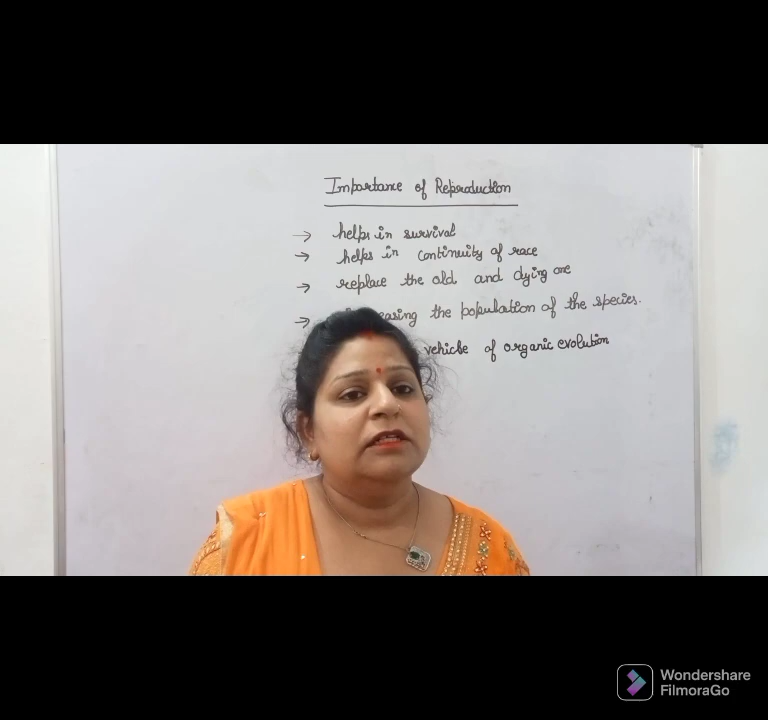 Importance of Reproduction
→ helps in survival
→ helps in continuity of race
→ replace the old and dying one
→ easing the population of the species.
vehicle of organic evolution
Wondershare
FilmoraGo